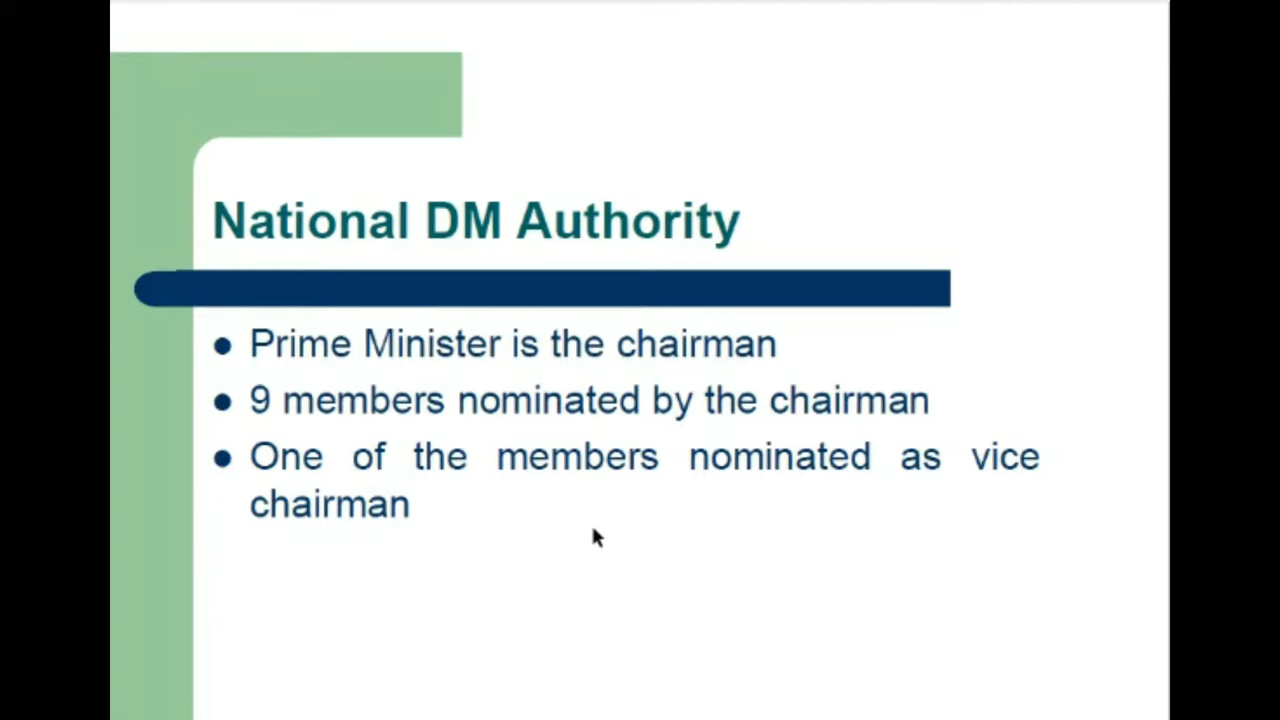 National DM Authority
● Prime Minister is the chairman
● 9 members nominated by the chairman
● One of the members nominated as vice
chairman